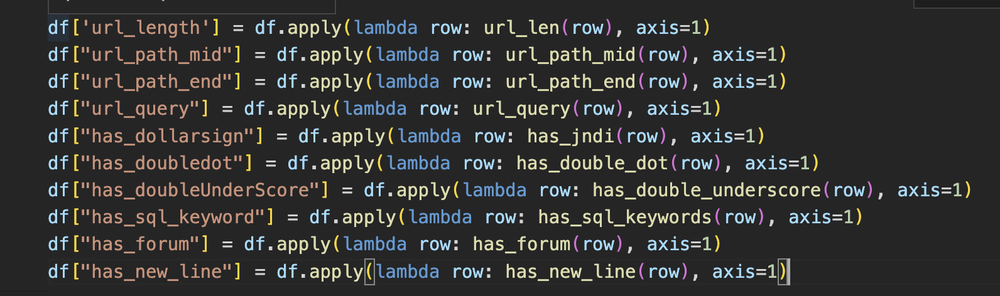 df['url_length'] = df.apply(lambda row: url_len(row), axis=1)
df["url_path_mid"] = df.apply(lambda row: url_path_mid(row), axis=1)
df["url_path_end"] = df.apply(lambda row: url_path_end(row), axis=1)
df["url_query"] = df.apply(lambda row: url_query(row), axis=1)
df["has_dollarsign"] = df.apply(lambda row: has_jndi(row), axis=1)
df["has_doubledot"] = df.apply(lambda row: has_double_dot(row), axis=1)
df["has_doubleUnderScore"] = df.apply(lambda row: has_double_underscore(row), axis=1)
df["has_sql_keyword"] = df.apply(lambda row: has_sql_keywords(row), axis=1)
df["has_forum"] = df.apply(lambda row: has_forum(row), axis=1)
df["has_new_line"] = df.apply(lambda row: has_new_line(row), axis=1)